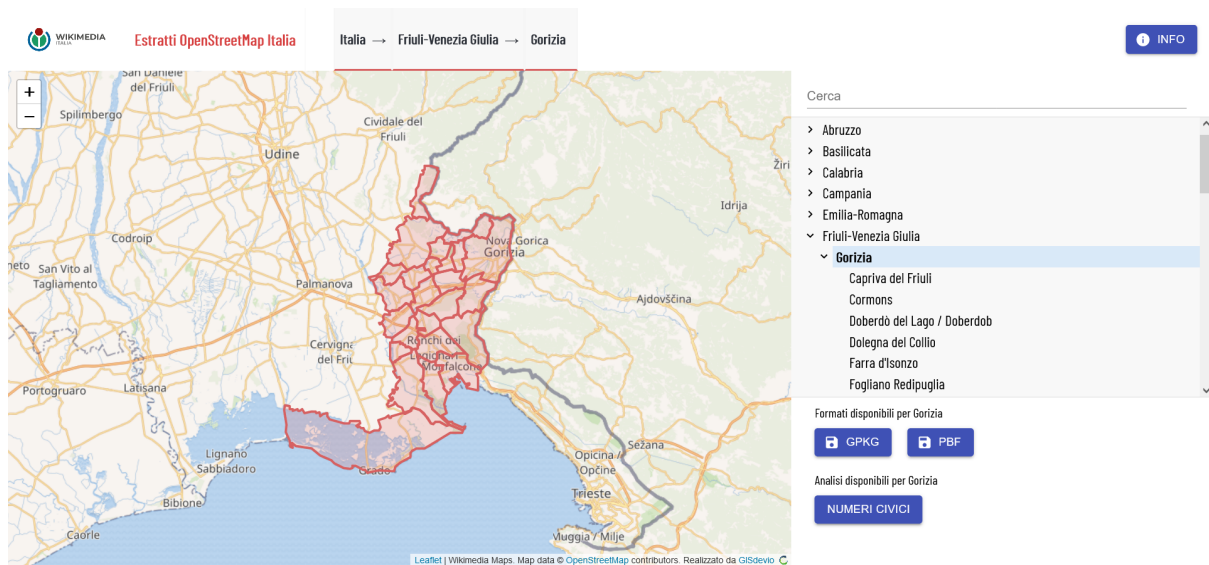 WIKIMEDIA
ITALIA
Estratti OpenStreetMap Italia
Italia →
Friuli-Venezia Giulia →
Gorizia
INFO
+
−
San Daniele
del Friuli
Spilimbergo
Cividale del
Friuli
Udine
Žiri
Idrija
Codroipo
Nova Gorica
Gorizia
San Vito al
Tagliamento
Palmanova
Ajdovščina
Ronchi dei
Legionari
Monfalcone
Portogruaro
Latisana
Lignano
Sabbiadoro
Grado
Sežana
Opicina /
Opčine
Trieste
Bibione
Caorle
Muggia / Milje
Leaflet | Wikimedia Maps. Map data © OpenStreetMap contributors. Realizzato da GISdevio
Cerca
Abruzzo
Basilicata
Calabria
Campania
Emilia-Romagna
Friuli-Venezia Giulia
Gorizia
Capriva del Friuli
Cormons
Doberdò del Lago / Doberdob
Dolegna del Collio
Farra d'Isonzo
Fogliano Redipuglia
Formati disponibili per Gorizia
GPKG
PBF
Analisi disponibili per Gorizia
NUMERI CIVICI